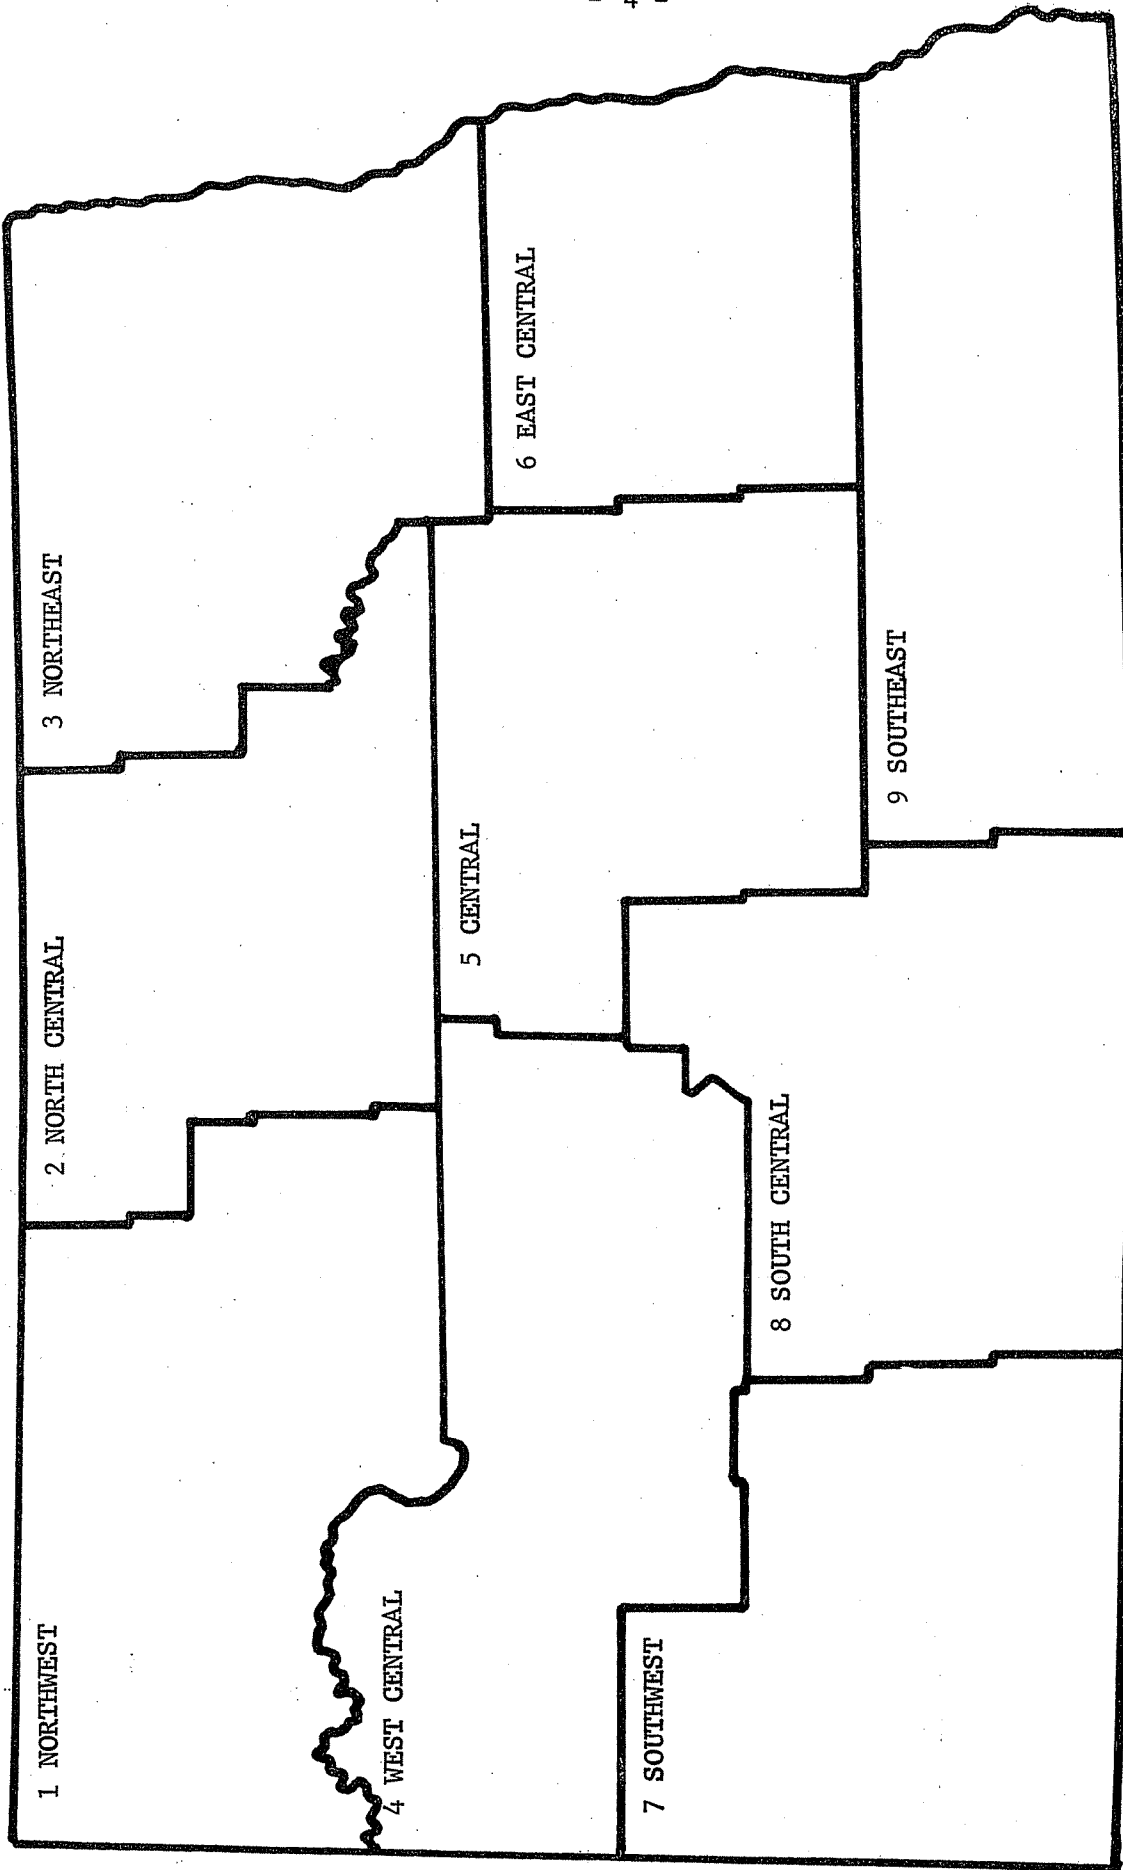 - 4 -
1 NORTHWEST
2 NORTH CENTRAL
3 NORTHEAST
4 WEST CENTRAL
5 CENTRAL
6 EAST CENTRAL
7 SOUTHWEST
8 SOUTH CENTRAL
9 SOUTHEAST